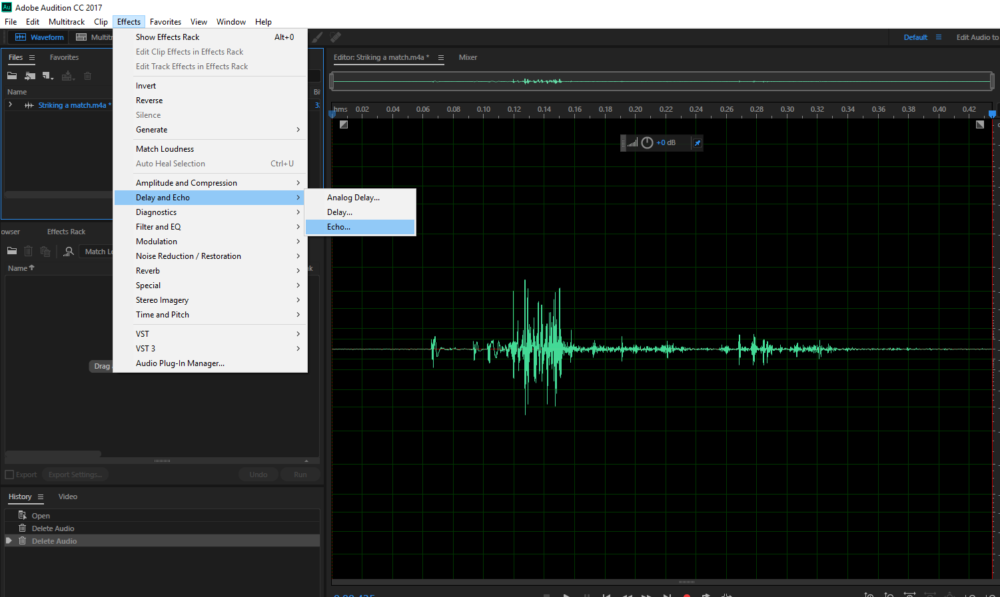 Au Adobe Audition CC 2017
File Edit Multitrack Clip Effects Favorites View Window Help
Waveform Multitr Default Edit Audio to
Show Effects Rack Alt+0
Edit Clip Effects in Effects Rack
Edit Track Effects in Effects Rack
Invert
Reverse
Silence
Generate
Match Loudness
Auto Heal Selection Ctrl+U
Amplitude and Compression
Delay and Echo
Diagnostics
Filter and EQ
Modulation
Noise Reduction / Restoration
Reverb
Special
Stereo Imagery
Time and Pitch
VST
VST 3
Audio Plug-In Manager...
Analog Delay...
Delay...
Echo...
Files Favorites
Name Bi
Striking a match.m4a * 32
owser Effects Rack
Match Lo
Name
Drag
Export Export Settings... Undo Run
History Video
Open
Delete Audio
Delete Audio
Editor: Striking a match.m4a * Mixer
hms 0.02 0.04 0.06 0.08 0.10 0.12 0.14 0.16 0.18 0.20 0.22 0.24 0.26 0.28 0.30 0.32 0.34 0.36 0.38 0.40 0.42
+0 dB